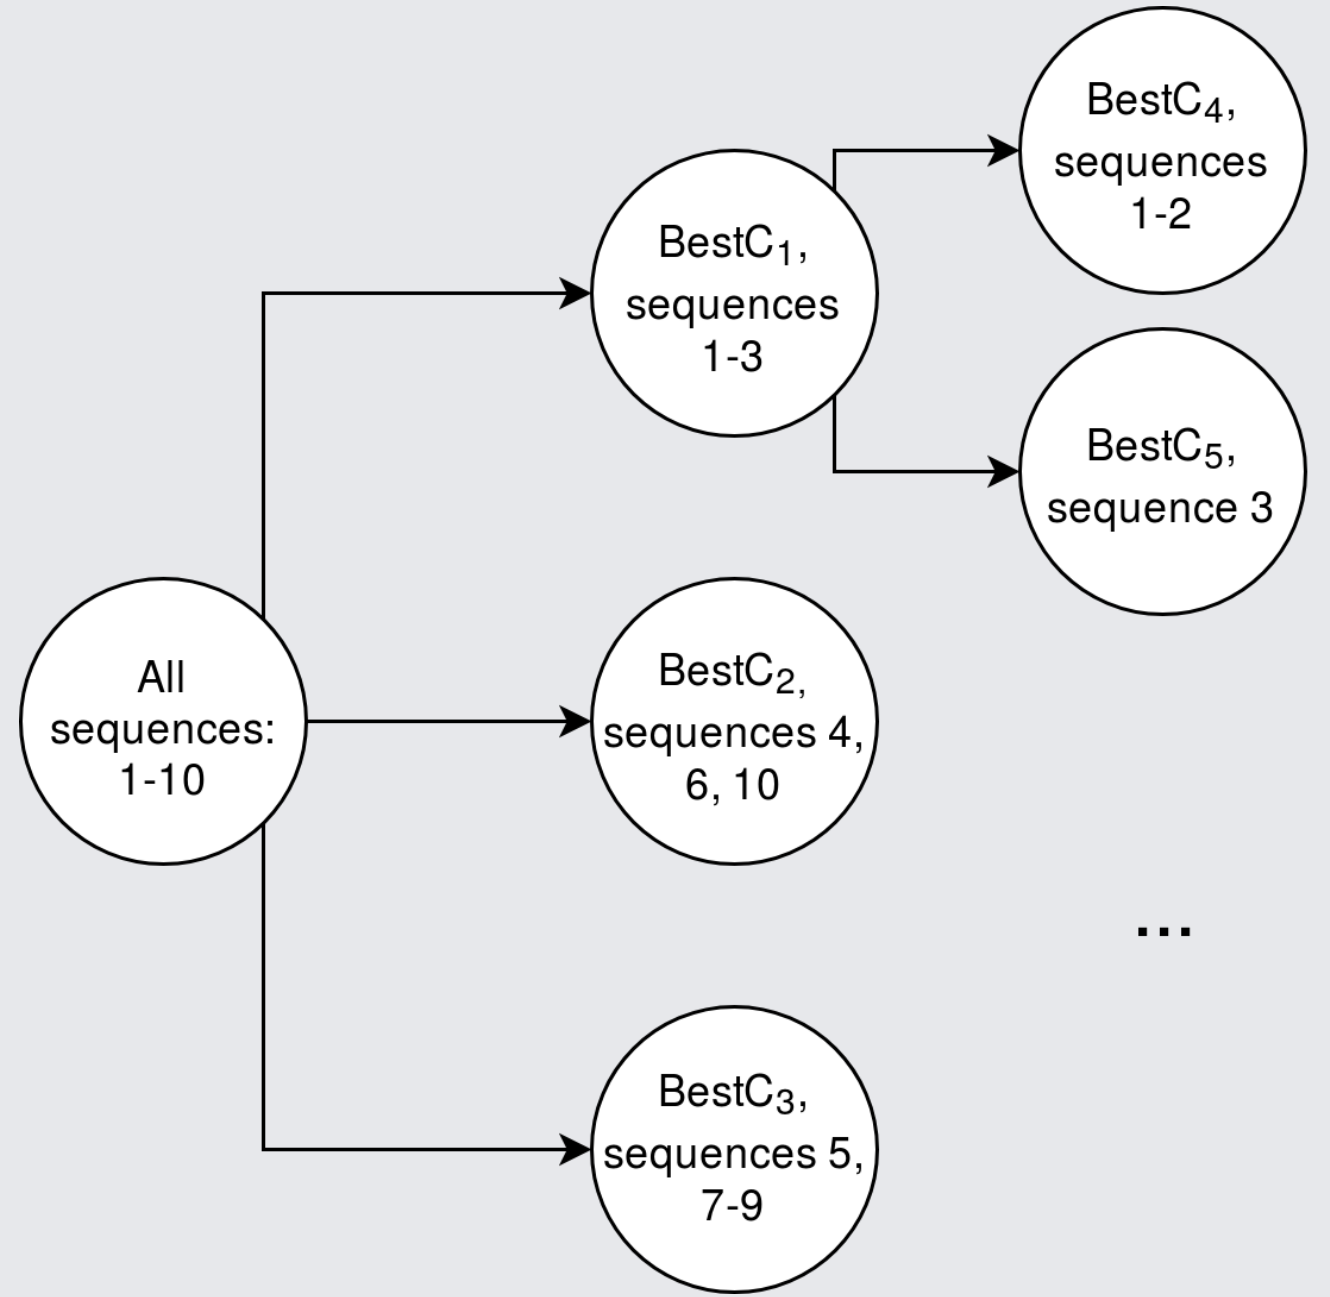 All
sequences:
1-10
BestC₁,
sequences
1-3
BestC₄,
sequences
1-2
BestC₅,
sequence 3
BestC₂,
sequences 4,
6, 10
BestC₃,
sequences 5,
7-9
...